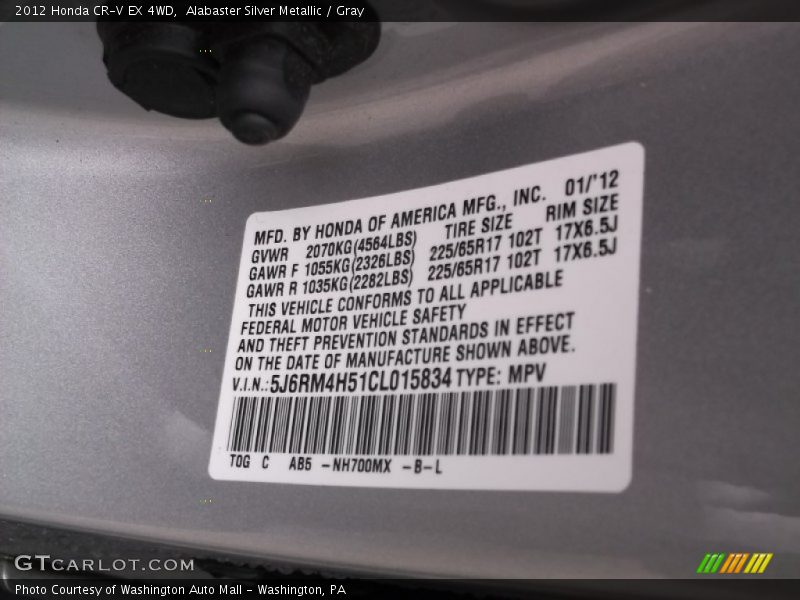 2012 Honda CR-V EX 4WD,  Alabaster Silver Metallic / Gray
MFD. BY HONDA OF AMERICA MFG., INC. 01/'12
GVWR 2070KG(4564LBS) TIRE SIZE RIM SIZE
GAWR F 1055KG(2326LBS) 225/65R17 102T 17X6.5J
GAWR R 1035KG(2282LBS) 225/65R17 102T 17X6.5J
THIS VEHICLE CONFORMS TO ALL APPLICABLE
FEDERAL MOTOR VEHICLE SAFETY
AND THEFT PREVENTION STANDARDS IN EFFECT
ON THE DATE OF MANUFACTURE SHOWN ABOVE.
V.I.N.:5J6RM4H51CL015834 TYPE: MPV
T0G C AB5 -NH700MX -B-L
GTCARLOT.COM
Photo Courtesy of Washington Auto Mall - Washington, PA